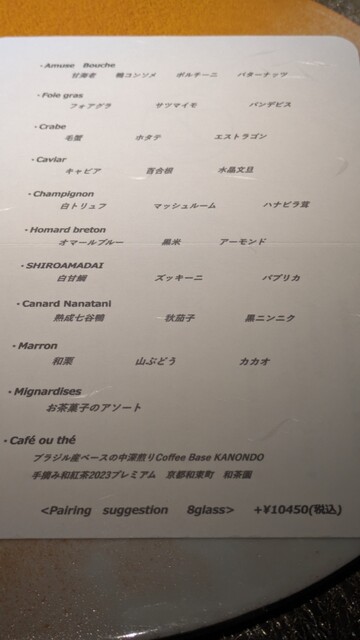 ・Amuse Bouche
甘海老 鴨コンソメ ポルチーニ バターナッツ
・Foie gras
フォアグラ サツマイモ パンデピス
・Crabe
毛蟹 ホタテ エストラゴン
・Caviar
キャビア 百合根 水晶文旦
・Champignon
白トリュフ マッシュルーム ハナビラ茸
・Homard breton
オマールブルー 黒米 アーモンド
・SHIROAMADAI
白甘鯛 ズッキーニ パプリカ
・Canard Nanatani
熟成七谷鴨 秋茄子 黒ニンニク
・Marron
和栗 山ぶどう カカオ
・Mignardises
お茶菓子のアソート
・Café ou thé
ブラジル産ベースの中深煎りCoffee Base KANONDO
手摘み和紅茶2023プレミアム 京都和束町 和茶園
<Pairing suggestion 8glass> +¥10450(税込)